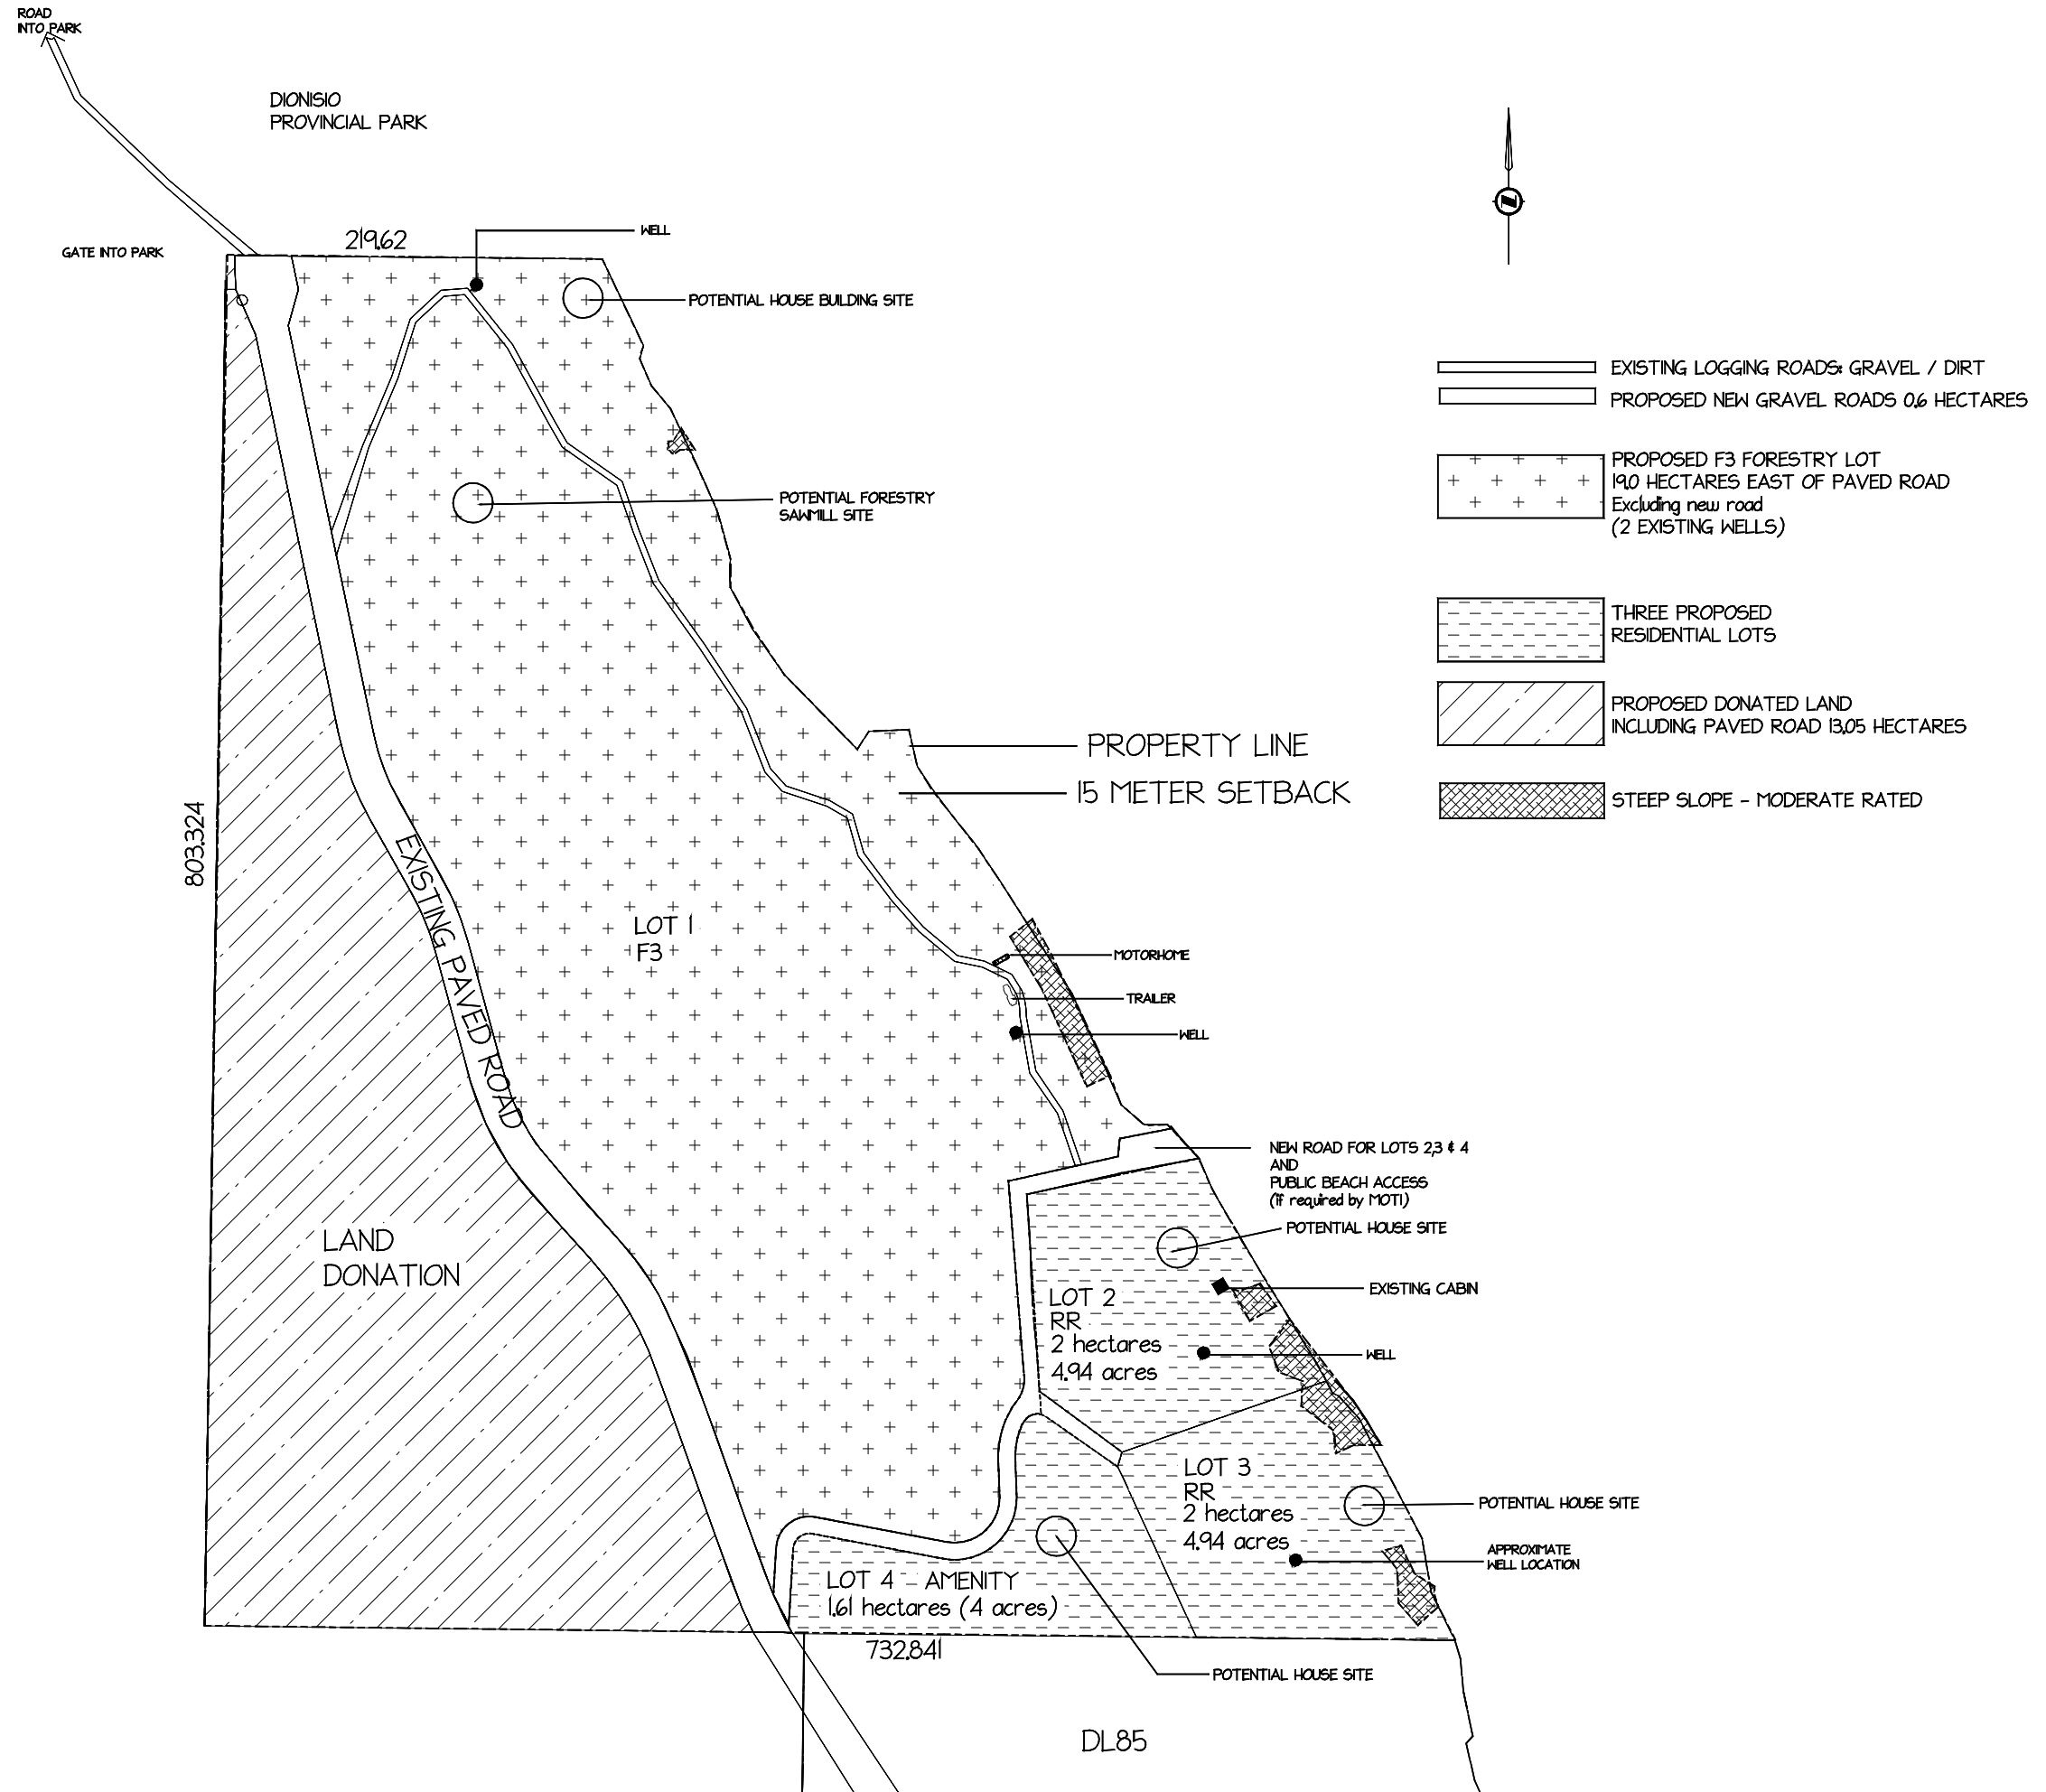 ROAD
INTO PARK
DIONISIO
PROVINCIAL PARK
GATE INTO PARK
219.62
WELL
POTENTIAL HOUSE BUILDING SITE
POTENTIAL FORESTRY
SAWMILL SITE
N
EXISTING LOGGING ROADS: GRAVEL / DIRT
PROPOSED NEW GRAVEL ROADS 0.6 HECTARES
PROPOSED F3 FORESTRY LOT
19.0 HECTARES EAST OF PAVED ROAD
Excluding new road
(2 EXISTING WELLS)
THREE PROPOSED
RESIDENTIAL LOTS
PROPOSED DONATED LAND
INCLUDING PAVED ROAD 13.05 HECTARES
STEEP SLOPE - MODERATE RATED
PROPERTY LINE
15 METER SETBACK
803.324
EXISTING PAVED ROAD
LOT 1
F3
MOTORHOME
TRAILER
WELL
NEW ROAD FOR LOTS 2,3 & 4
AND
PUBLIC BEACH ACCESS
(if required by MOTI)
POTENTIAL HOUSE SITE
EXISTING CABIN
LAND
DONATION
LOT 2
RR
2 hectares
4.94 acres
WELL
LOT 3
RR
2 hectares
4.94 acres
POTENTIAL HOUSE SITE
APPROXIMATE
WELL LOCATION
LOT 4 AMENITY
1.61 hectares (4 acres)
732.841
POTENTIAL HOUSE SITE
DL85